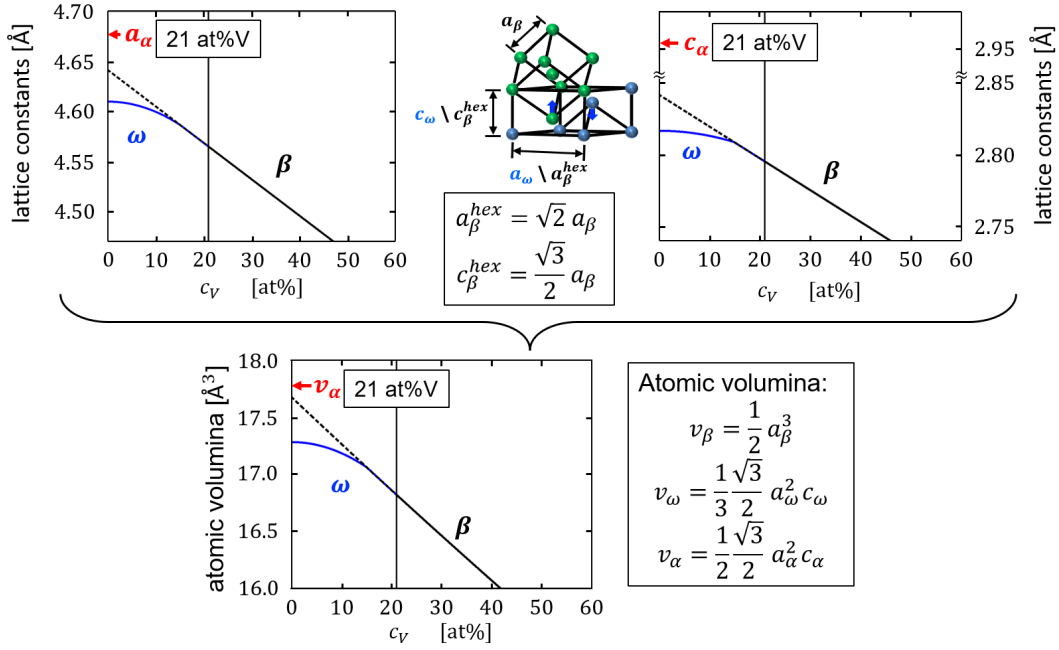 lattice constants [Å]
4.70
4.65
4.60
4.55
4.50
a_α
21 at%V
ω
β
0 10 20 30 40 50 60
c_V [at%]
a_β
c_ω \ c_β^hex
a_ω \ a_β^hex
a_β^hex = √2 a_β
c_β^hex = √3/2 a_β
c_α
21 at%V
ω
β
2.95
2.85
2.80
2.75
lattice constants [Å]
0 10 20 30 40 50 60
c_V [at%]
atomic volumina [Å³]
18.0
17.5
17.0
16.5
16.0
v_α
21 at%V
ω
β
0 10 20 30 40 50 60
c_V [at%]
Atomic volumina:
v_β = 1/2 a_β^3
v_ω = 1/3 √3/2 a_ω^2 c_ω
v_α = 1/2 √3/2 a_α^2 c_α